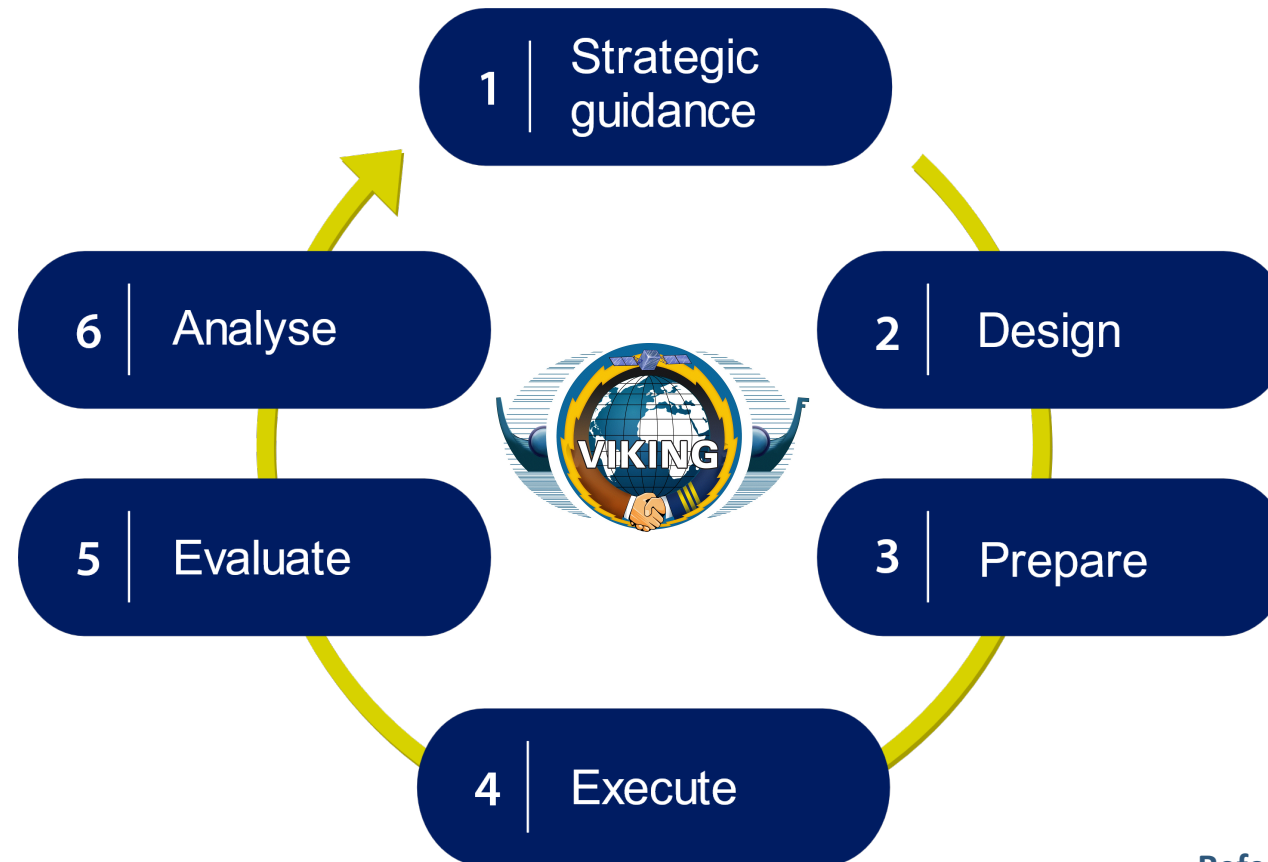 1 Strategic
guidance
2 Design
3 Prepare
4 Execute
5 Evaluate
6 Analyse
VIKING